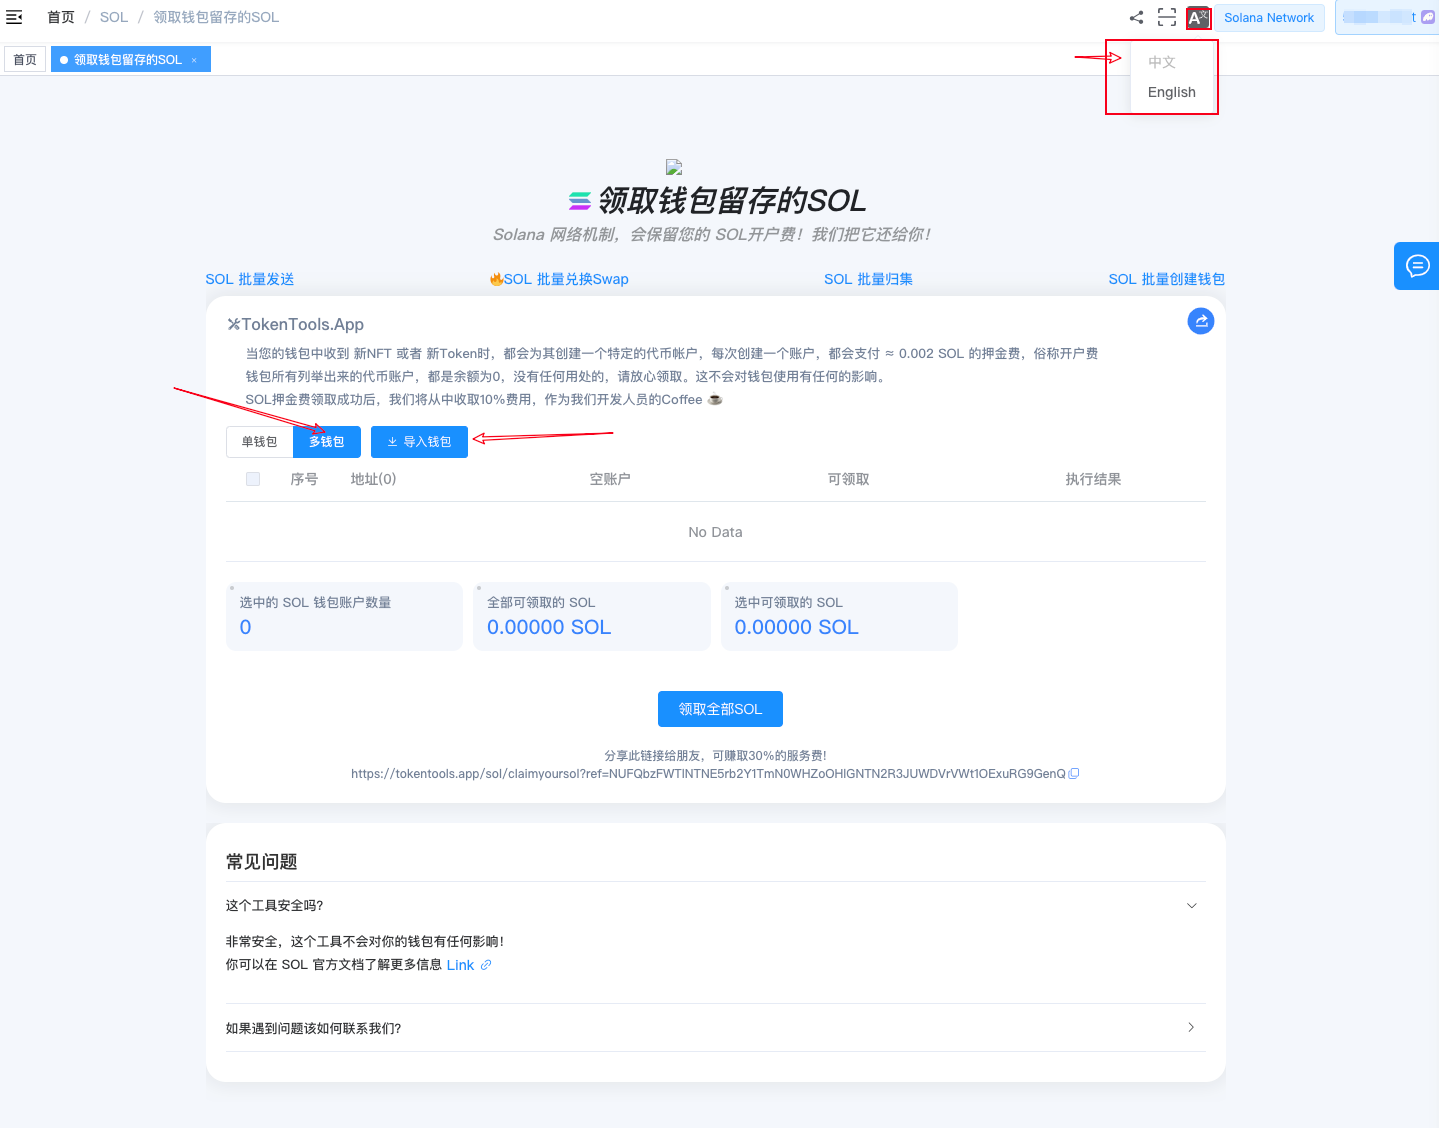 首页 / SOL / 领取钱包留存的SOL
Solana Network
t
首页
领取钱包留存的SOL ×
中文
English
领取钱包留存的SOL
Solana 网络机制，会保留您的 SOL开户费！我们把它还给你！
SOL 批量发送
🔥SOL 批量兑换Swap
SOL 批量归集
SOL 批量创建钱包
TokenTools.App
当您的钱包中收到 新NFT 或者 新Token时，都会为其创建一个特定的代币帐户，每次创建一个账户，都会支付 ≈ 0.002 SOL 的押金费，俗称开户费
钱包所有列举出来的代币账户，都是余额为0，没有任何用处的，请放心领取。这不会对钱包使用有任何的影响。
SOL押金费领取成功后，我们将从中收取10%费用，作为我们开发人员的Coffee ☕
单钱包
多钱包
导入钱包
序号 地址(0) 空账户 可领取 执行结果
No Data
选中的 SOL 钱包账户数量
0
全部可领取的 SOL
0.00000 SOL
选中可领取的 SOL
0.00000 SOL
领取全部SOL
分享此链接给朋友，可赚取30%的服务费!
https://tokentools.app/sol/claimyoursol?ref=NUFQbzFWTlNTNE5rb2Y1TmN0WHZoOHlGNTN2R3JUWDVrVWt1OExuRG9GenQ
常见问题
这个工具安全吗?
非常安全，这个工具不会对你的钱包有任何影响！
你可以在 SOL 官方文档了解更多信息 Link
如果遇到问题该如何联系我们?